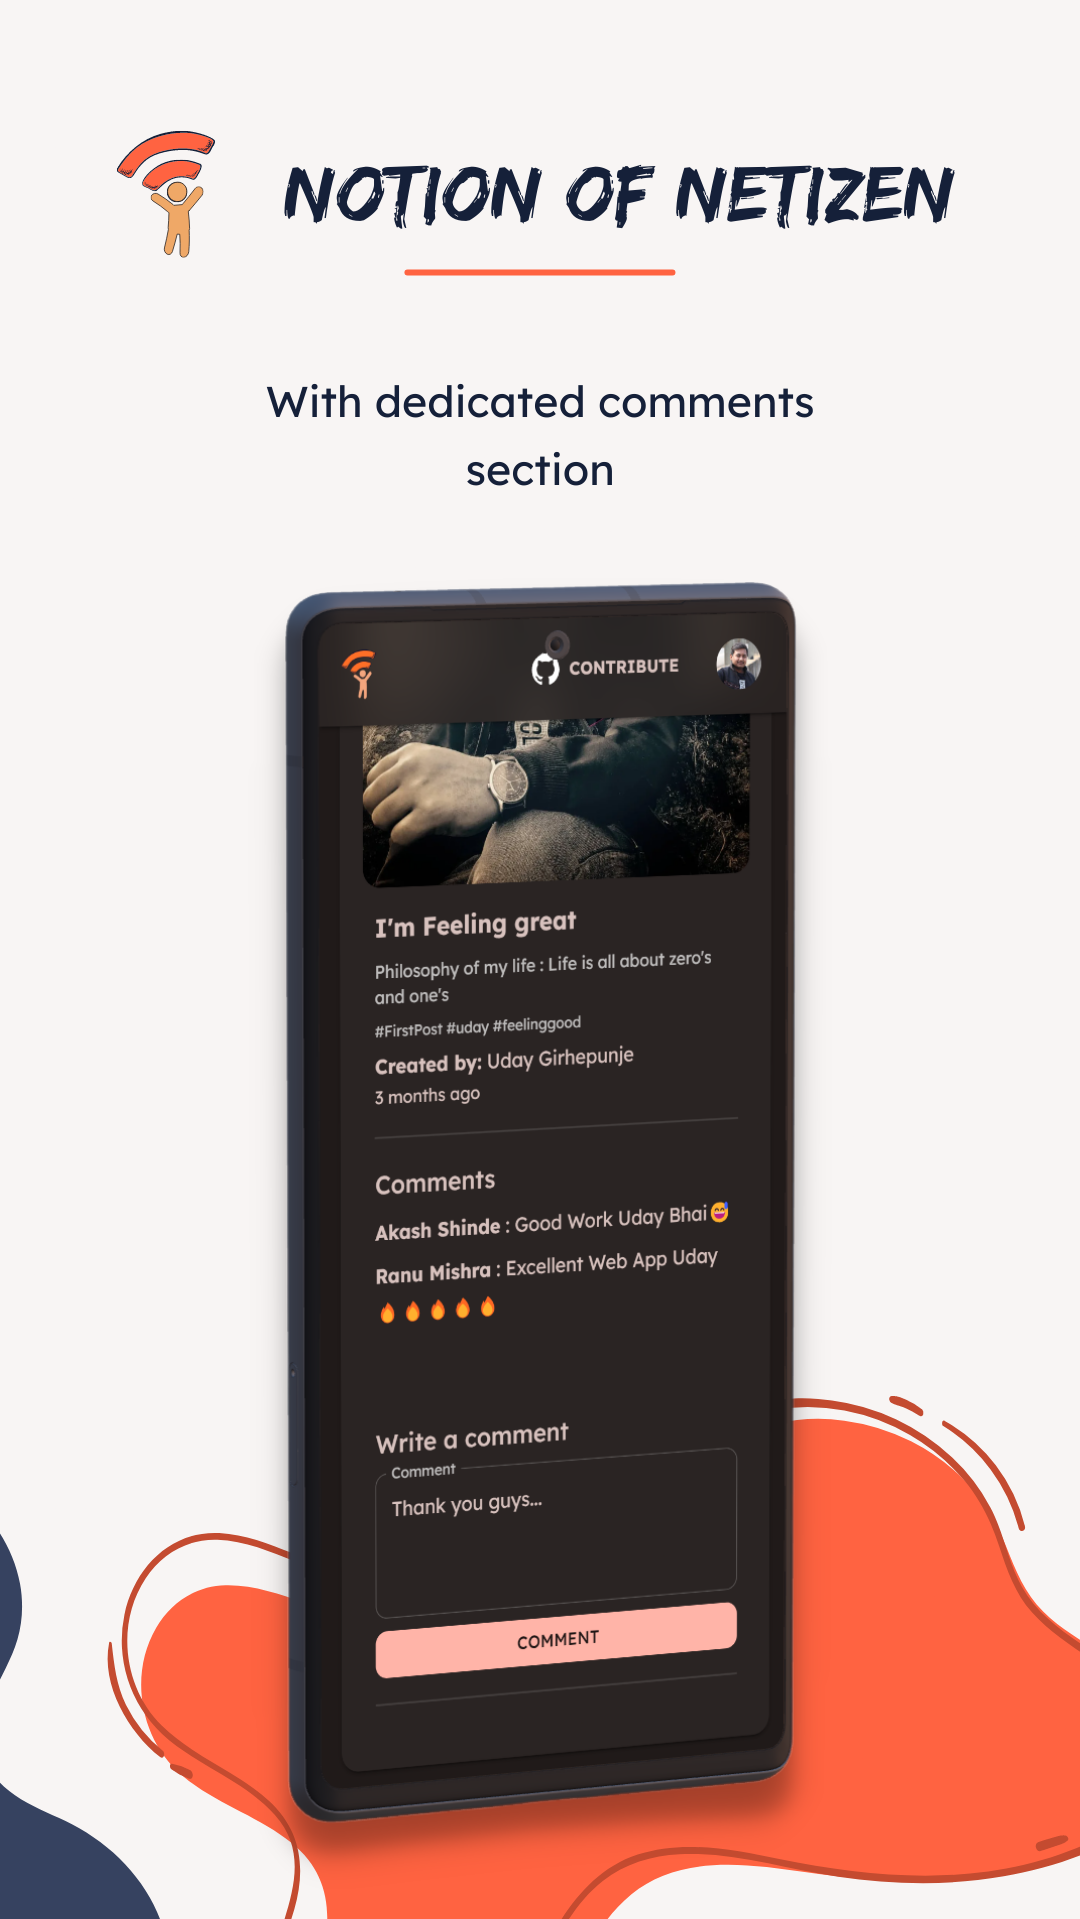 NOTION OF NETIZEN
With dedicated comments
section
CONTRIBUTE
I'm Feeling great
Philosophy of my life : Life is all about zero's
and one's
#FirstPost #uday #feelinggood
Created by: Uday Girhepunje
3 months ago
Comments
Akash Shinde : Good Work Uday Bhai😅
Ranu Mishra : Excellent Web App Uday
🔥🔥🔥🔥🔥
Write a comment
Comment
Thank you guys...
COMMENT